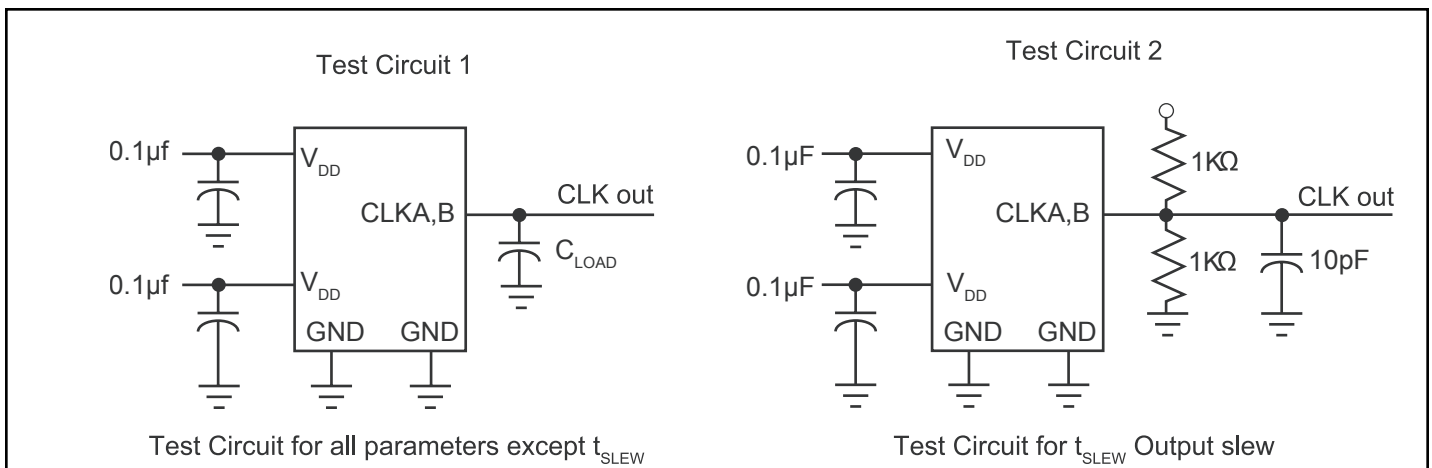 Test Circuit 1
0.1µf
V_DD
CLKA,B
CLK out
C_LOAD
0.1µf
V_DD
GND GND
Test Circuit for all parameters except t_SLEW
Test Circuit 2
0.1µF
V_DD
1KΩ
CLKA,B
CLK out
1KΩ
10pF
0.1µF
V_DD
GND GND
Test Circuit for t_SLEW Output slew